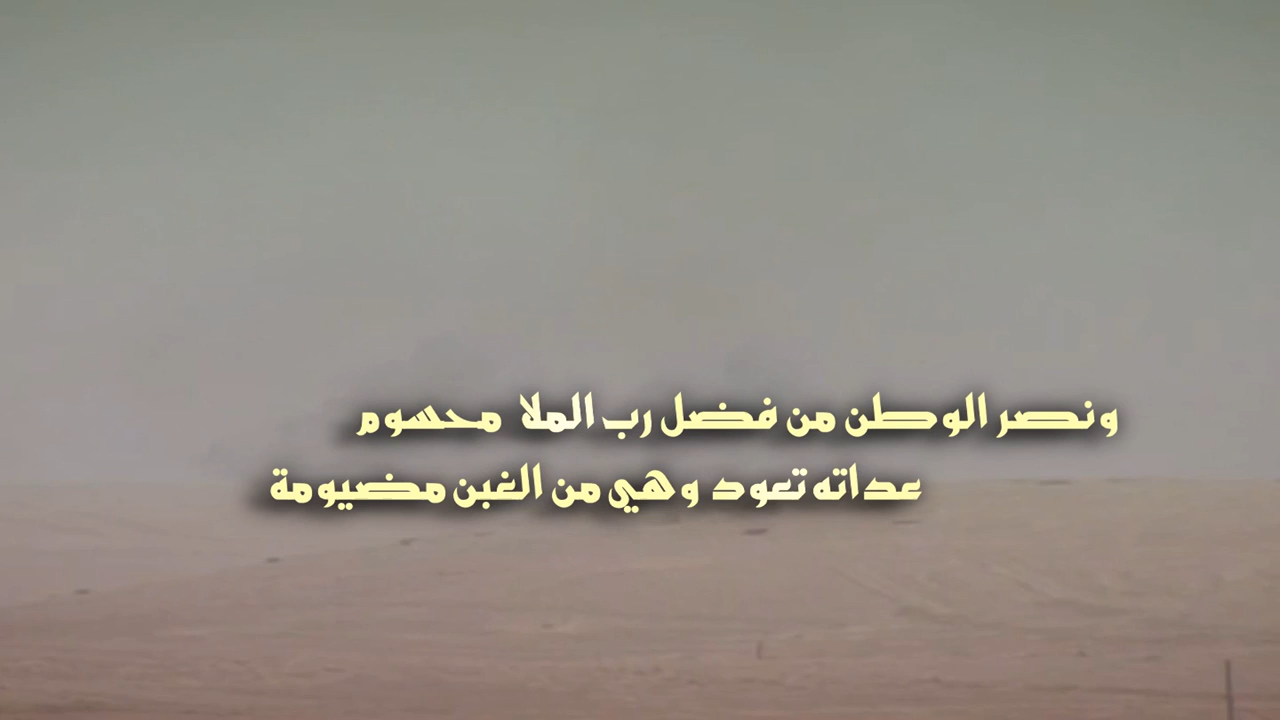 ونصر الوطن من فضل رب الملا محسوم
عداته تعود وهي من الغبن مضيومة